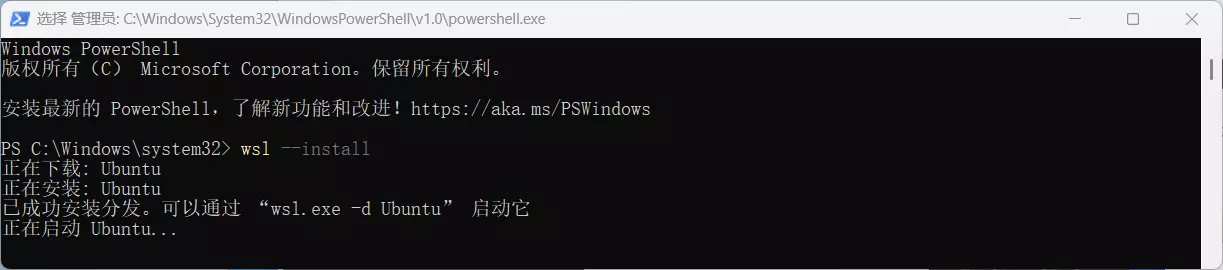 选择 管理员: C:\Windows\System32\WindowsPowerShell\v1.0\powershell.exe
Windows PowerShell
版权所有（C） Microsoft Corporation。保留所有权利。
安装最新的 PowerShell，了解新功能和改进！https://aka.ms/PSWindows
PS C:\Windows\system32> wsl --install
正在下载: Ubuntu
正在安装: Ubuntu
已成功安装分发。可以通过 “wsl.exe -d Ubuntu” 启动它
正在启动 Ubuntu...